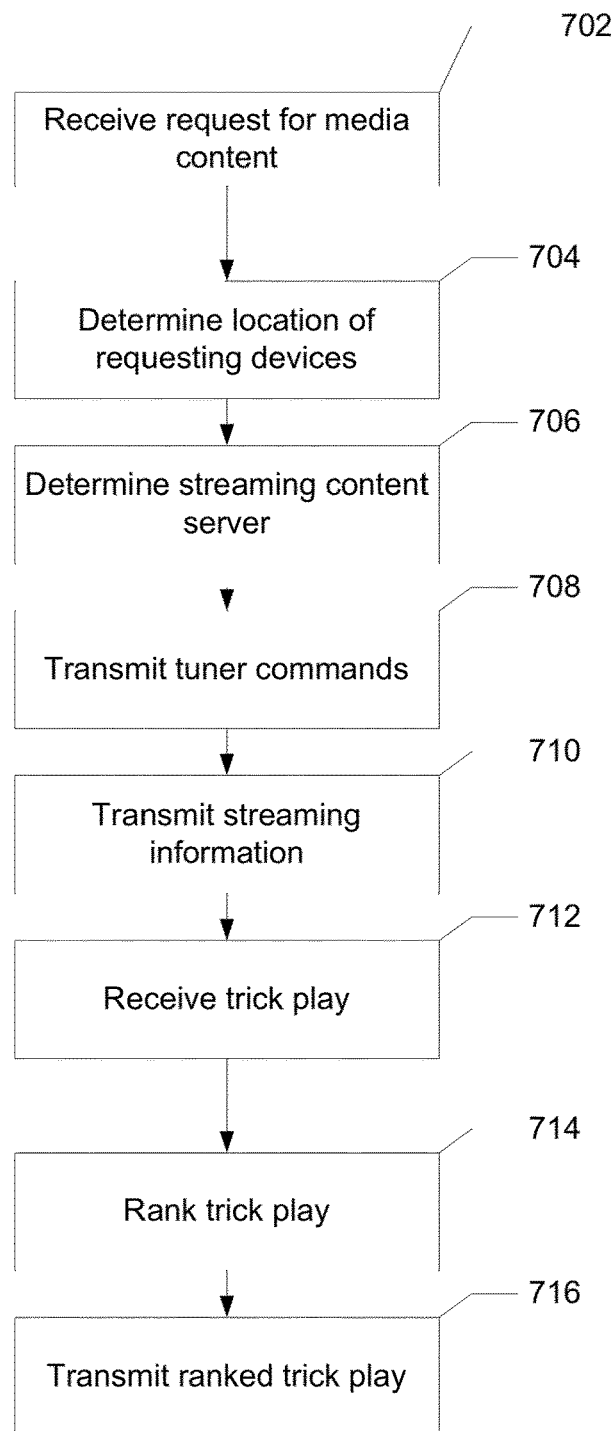 702
Receive request for media
content
704
Determine location of
requesting devices
706
Determine streaming content
server
708
Transmit tuner commands
710
Transmit streaming
information
712
Receive trick play
714
Rank trick play
716
Transmit ranked trick play